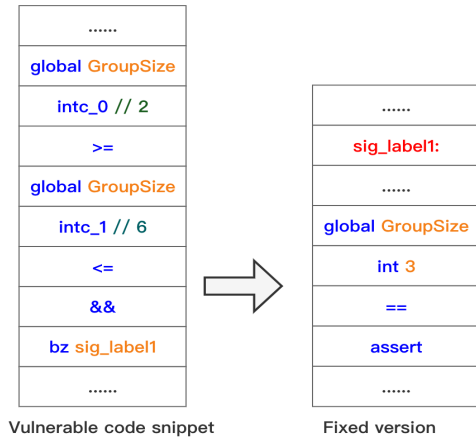 ......
global GroupSize
intc_0 // 2
>=
global GroupSize
intc_1 // 6
<=
&&
bz sig_label1
......
Vulnerable code snippet
......
sig_label1:
......
global GroupSize
int 3
==
assert
......
Fixed version